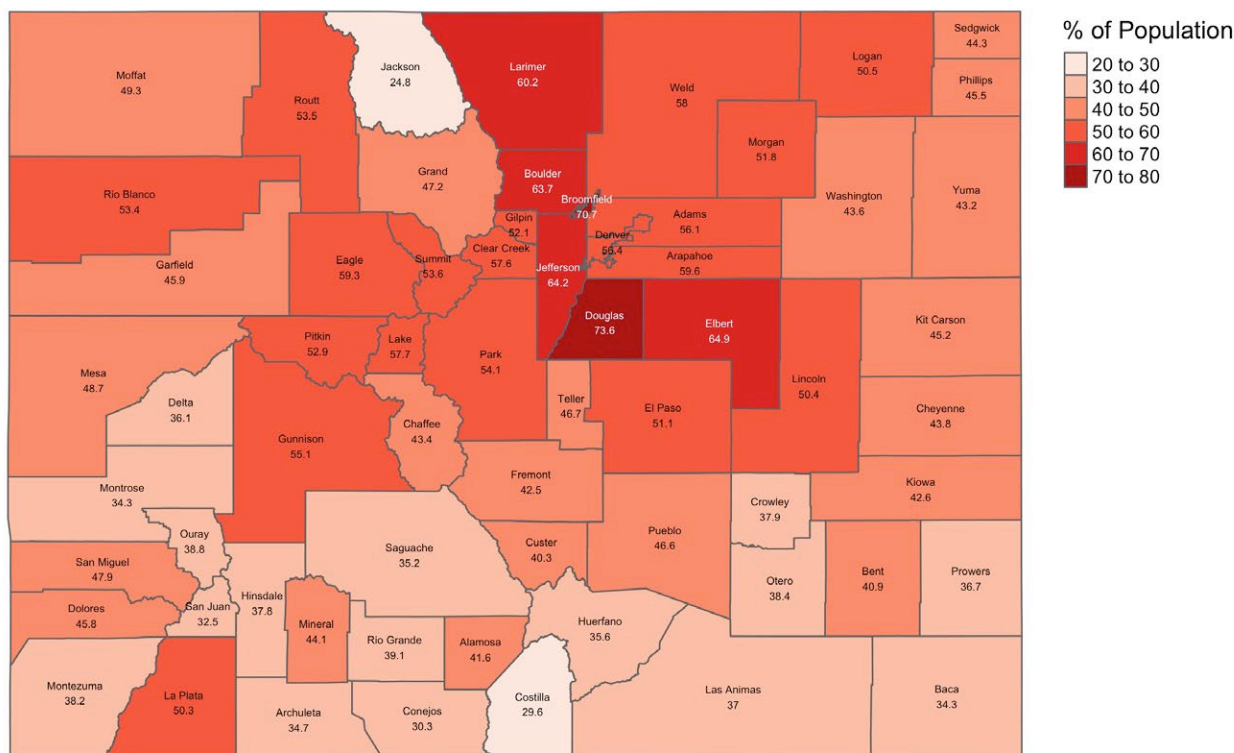 % of Population
20 to 30
30 to 40
40 to 50
50 to 60
60 to 70
70 to 80
Moffat
49.3
Routt
53.5
Jackson
24.8
Larimer
60.2
Weld
58
Logan
50.5
Sedgwick
44.3
Phillips
45.5
Morgan
51.8
Washington
43.6
Yuma
43.2
Rio Blanco
53.4
Grand
47.2
Boulder
63.7
Broomfield
70.7
Gilpin
52.1
Adams
56.1
Denver
56.4
Arapahoe
59.6
Clear Creek
57.6
Jefferson
64.2
Garfield
45.9
Eagle
59.3
Summit
53.6
Douglas
73.6
Elbert
64.9
Kit Carson
45.2
Pitkin
52.9
Lake
57.7
Park
54.1
Lincoln
50.4
Mesa
48.7
Delta
36.1
Gunnison
55.1
Chaffee
43.4
Teller
46.7
El Paso
51.1
Cheyenne
43.8
Montrose
34.3
Fremont
42.5
Kiowa
42.6
Crowley
37.9
Ouray
38.8
Saguache
35.2
Custer
40.3
Pueblo
46.6
San Miguel
47.9
Otero
38.4
Bent
40.9
Prowers
36.7
Dolores
45.8
San Juan
32.5
Hinsdale
37.8
Mineral
44.1
Rio Grande
39.1
Alamosa
41.6
Huerfano
35.6
Montezuma
38.2
La Plata
50.3
Archuleta
34.7
Conejos
30.3
Costilla
29.6
Las Animas
37
Baca
34.3